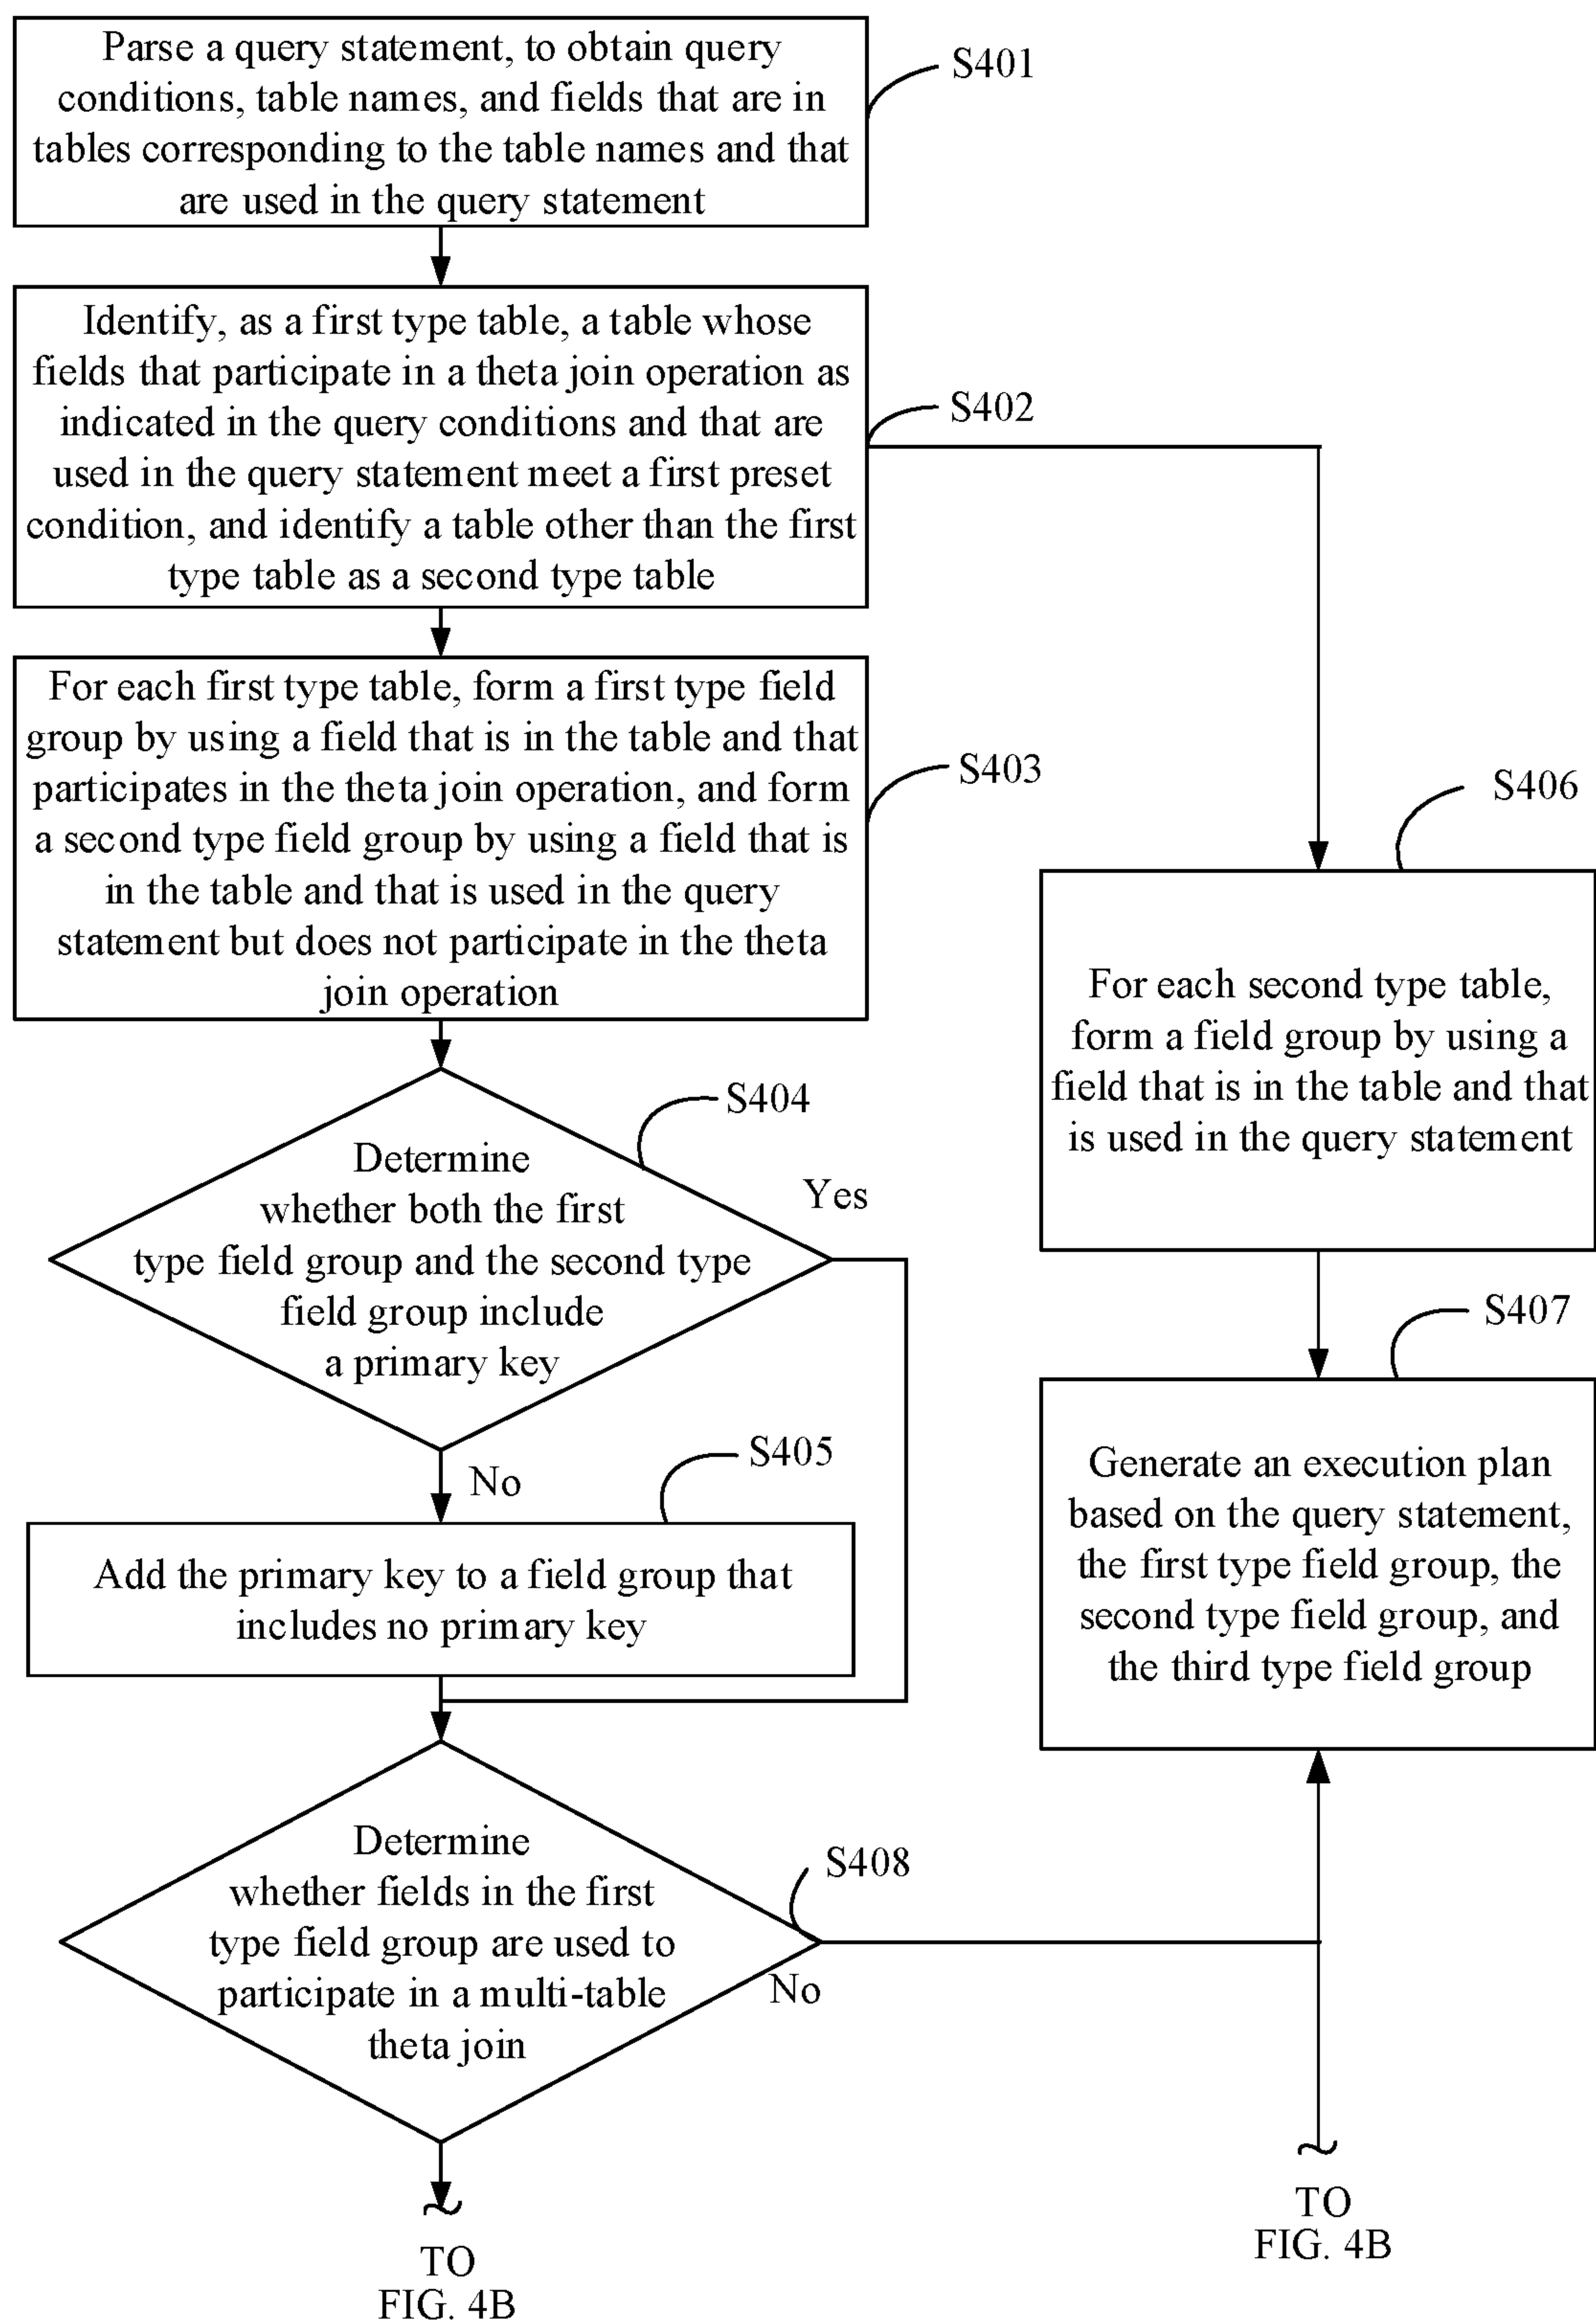 Parse a query statement, to obtain query
conditions, table names, and fields that are in
tables corresponding to the table names and that
are used in the query statement
S401
Identify, as a first type table, a table whose
fields that participate in a theta join operation as
indicated in the query conditions and that are
used in the query statement meet a first preset
condition, and identify a table other than the first
type table as a second type table
S402
For each first type table, form a first type field
group by using a field that is in the table and that
participates in the theta join operation, and form
a second type field group by using a field that is
in the table and that is used in the query
statement but does not participate in the theta
join operation
S403
S404
Determine
whether both the first
type field group and the second type
field group include
a primary key
Yes
No
S405
Add the primary key to a field group that
includes no primary key
S406
For each second type table,
form a field group by using a
field that is in the table and that
is used in the query statement
S407
Generate an execution plan
based on the query statement,
the first type field group, the
second type field group, and
the third type field group
Determine
whether fields in the first
type field group are used to
participate in a multi-table
theta join
S408
No
TO
FIG. 4B
TO
FIG. 4B